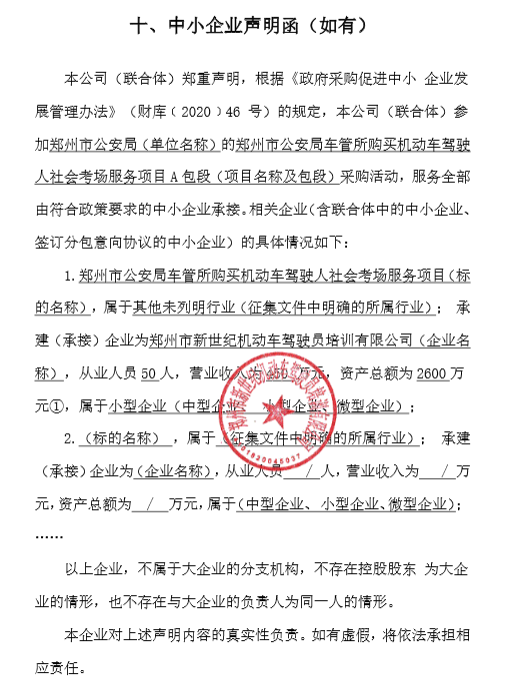 十、中小企业声明函（如有）
本公司（联合体）郑重声明，根据《政府采购促进中小 企业发
展管理办法》（财库﹝2020﹞46 号）的规定，本公司（联合体）参
加郑州市公安局（单位名称）的郑州市公安局车管所购买机动车驾驶
人社会考场服务项目 A 包段（项目名称及包段）采购活动，服务全部
由符合政策要求的中小企业承接。相关企业（含联合体中的中小企业、
签订分包意向协议的中小企业）的具体情况如下：
1.郑州市公安局车管所购买机动车驾驶人社会考场服务项目（标
的名称），属于其他未列明行业（征集文件中明确的所属行业）； 承
建（承接）企业为郑州市新世纪机动车驾驶员培训有限公司（企业名
称），从业人员 50 人，营业收入为 万元，资产总额为 2600 万
元①，属于小型企业（中型企业 型企业、微型企业）；
2.（标的名称），属于（征集文件中明确的所属行业）； 承建
（承接）企业为（企业名称），从业人员 / 人，营业收入为 / 万
元，资产总额为 / 万元，属于（中型企业、 小型企业、微型企业）；
……
以上企业，不属于大企业的分支机构，不存在控股股东 为大企
业的情形，也不存在与大企业的负责人为同一人的情形。
本企业对上述声明内容的真实性负责。如有虚假，将依法承担相
应责任。